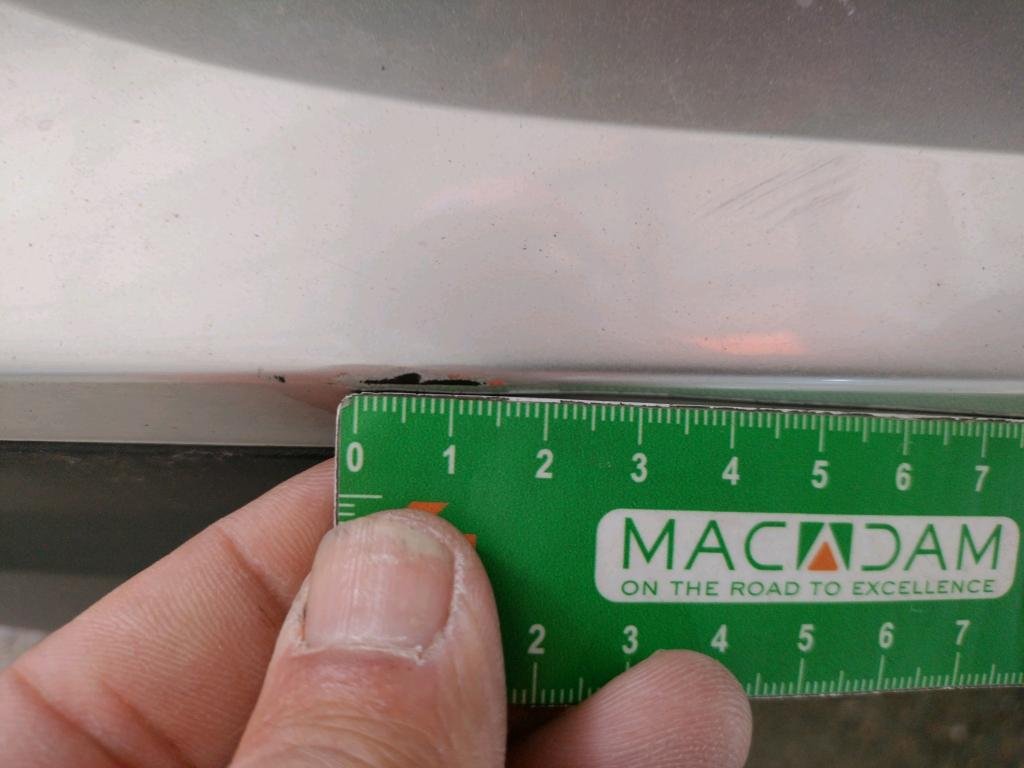 0 1 2 3 4 5 6 7
MACADAM
ON THE ROAD TO EXCELLENCE
2 3 4 5 6 7